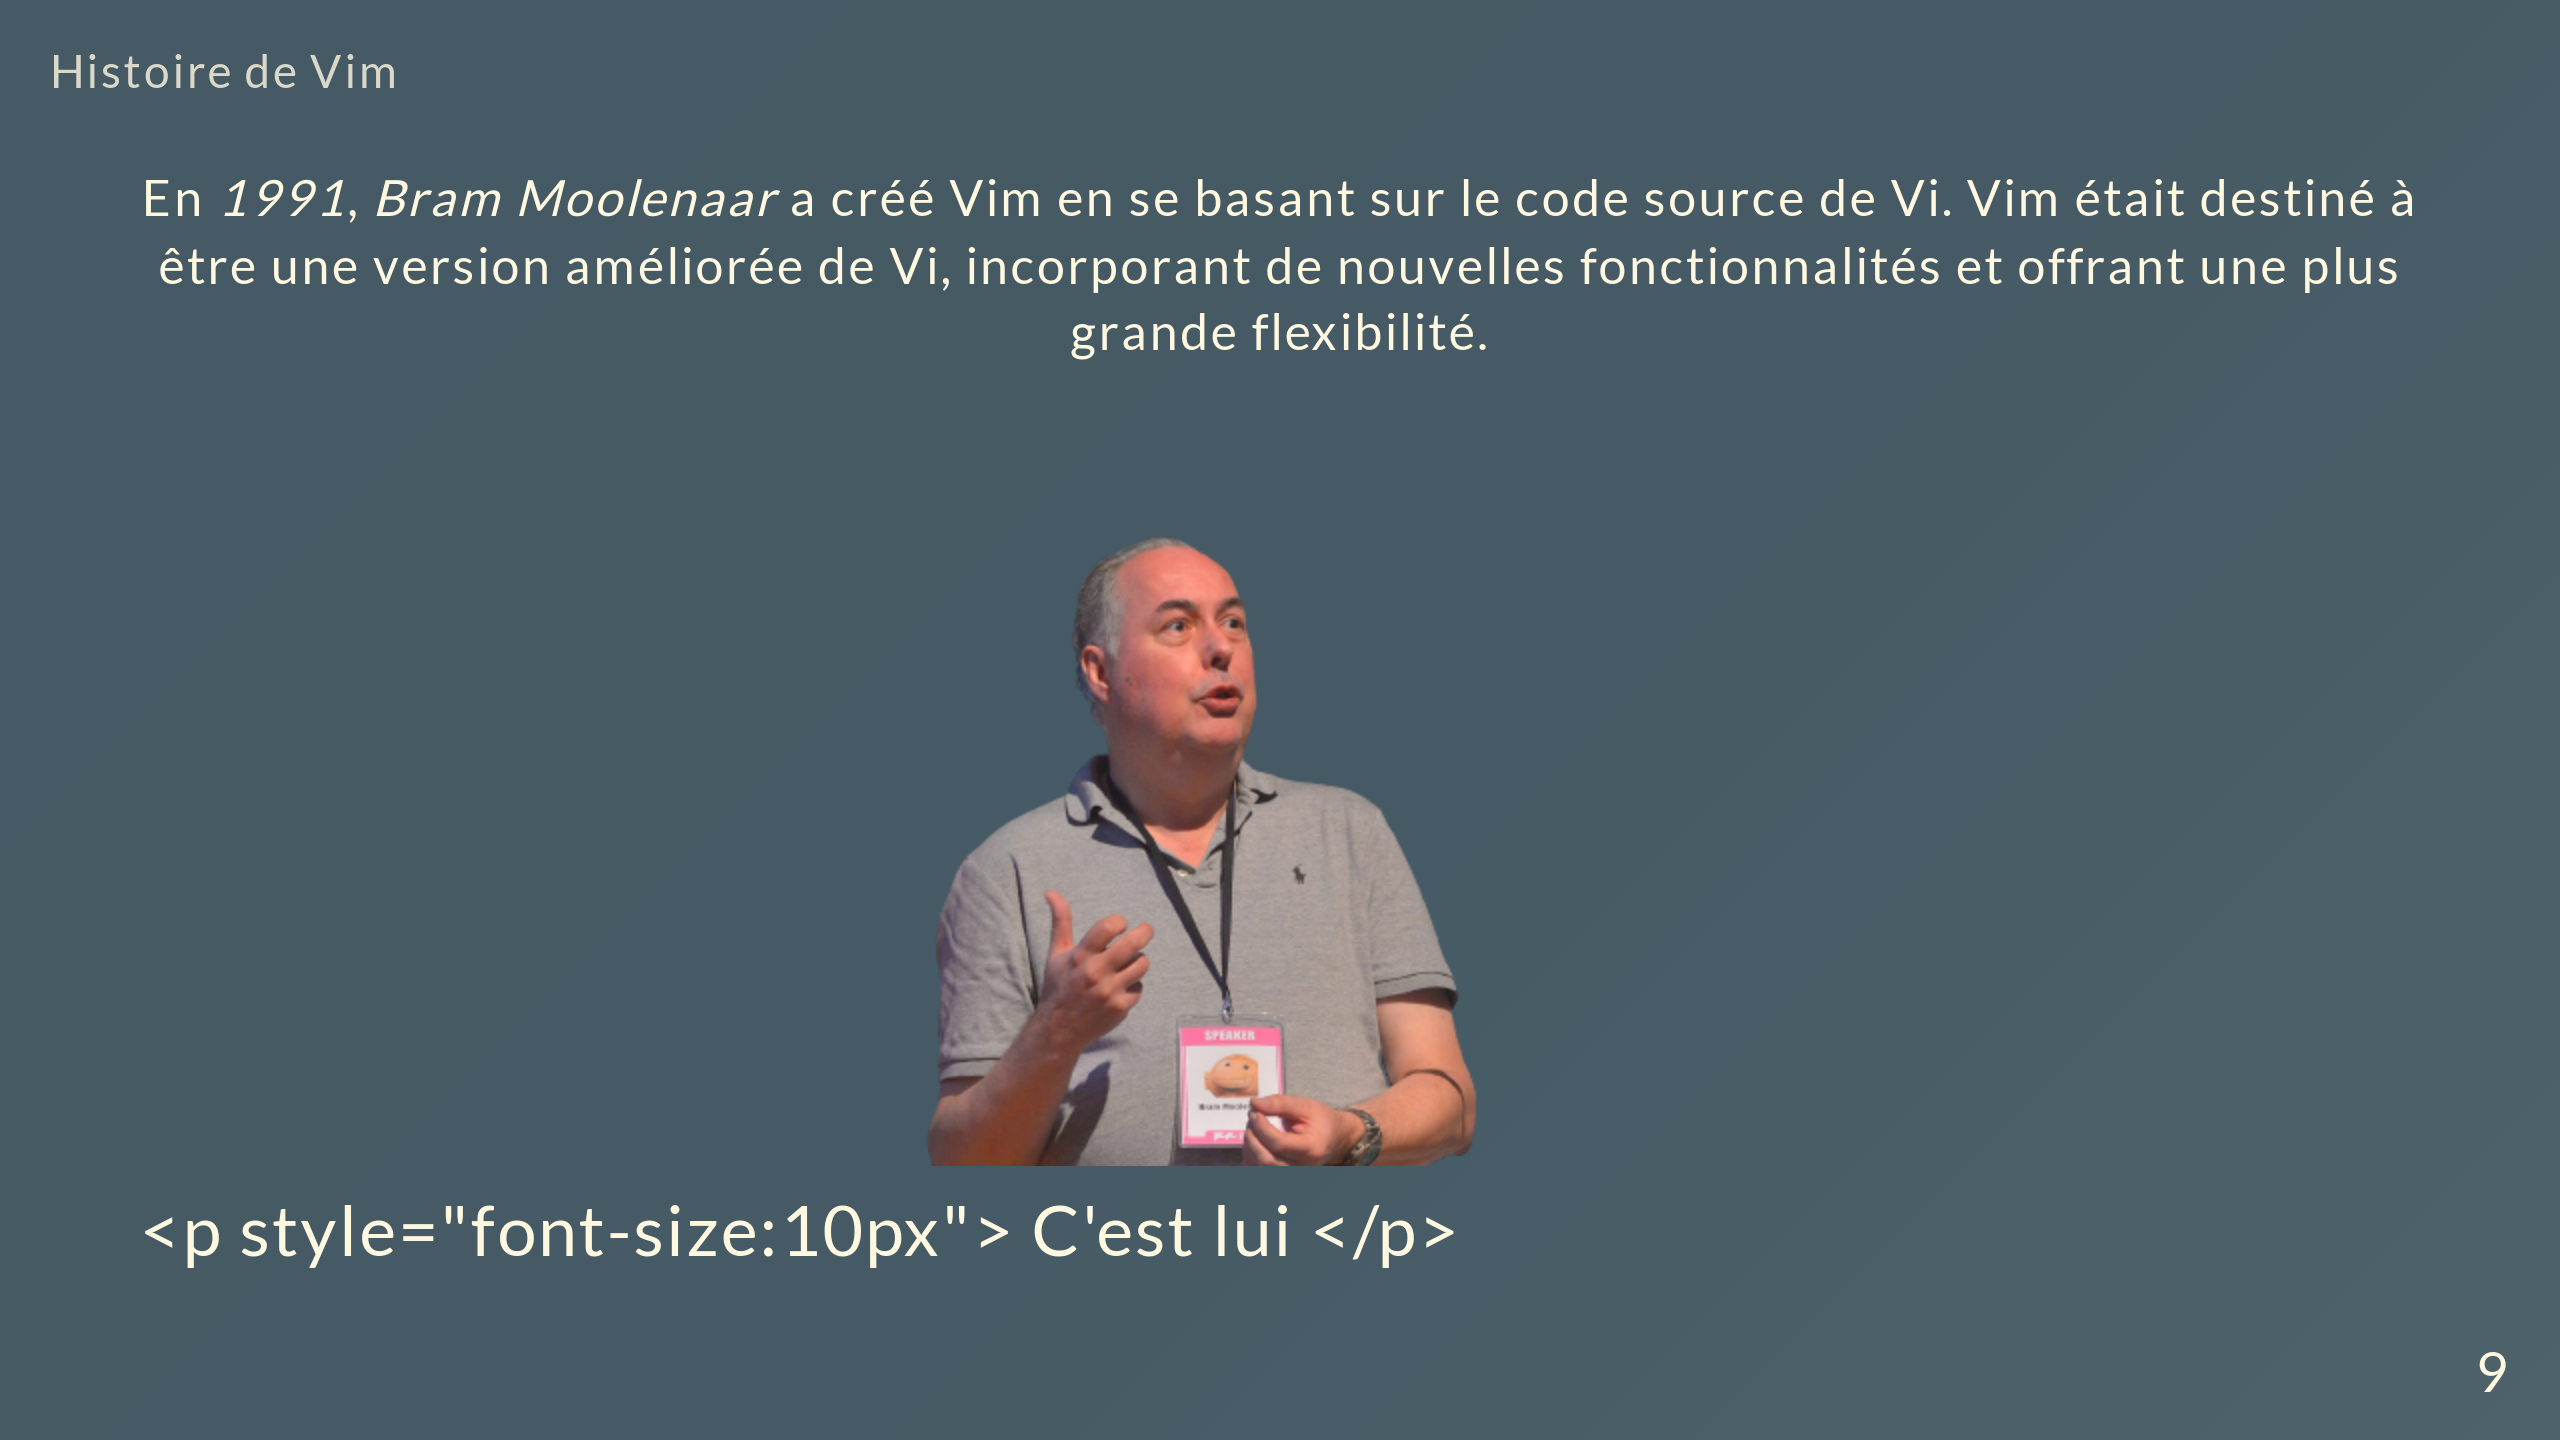 Histoire de Vim
En 1991, Bram Moolenaar a créé Vim en se basant sur le code source de Vi. Vim était destiné à
être une version améliorée de Vi, incorporant de nouvelles fonctionnalités et offrant une plus
grande flexibilité.
SPEAKER
Bram
<p style="font-size:10px"> C'est lui </p>
9